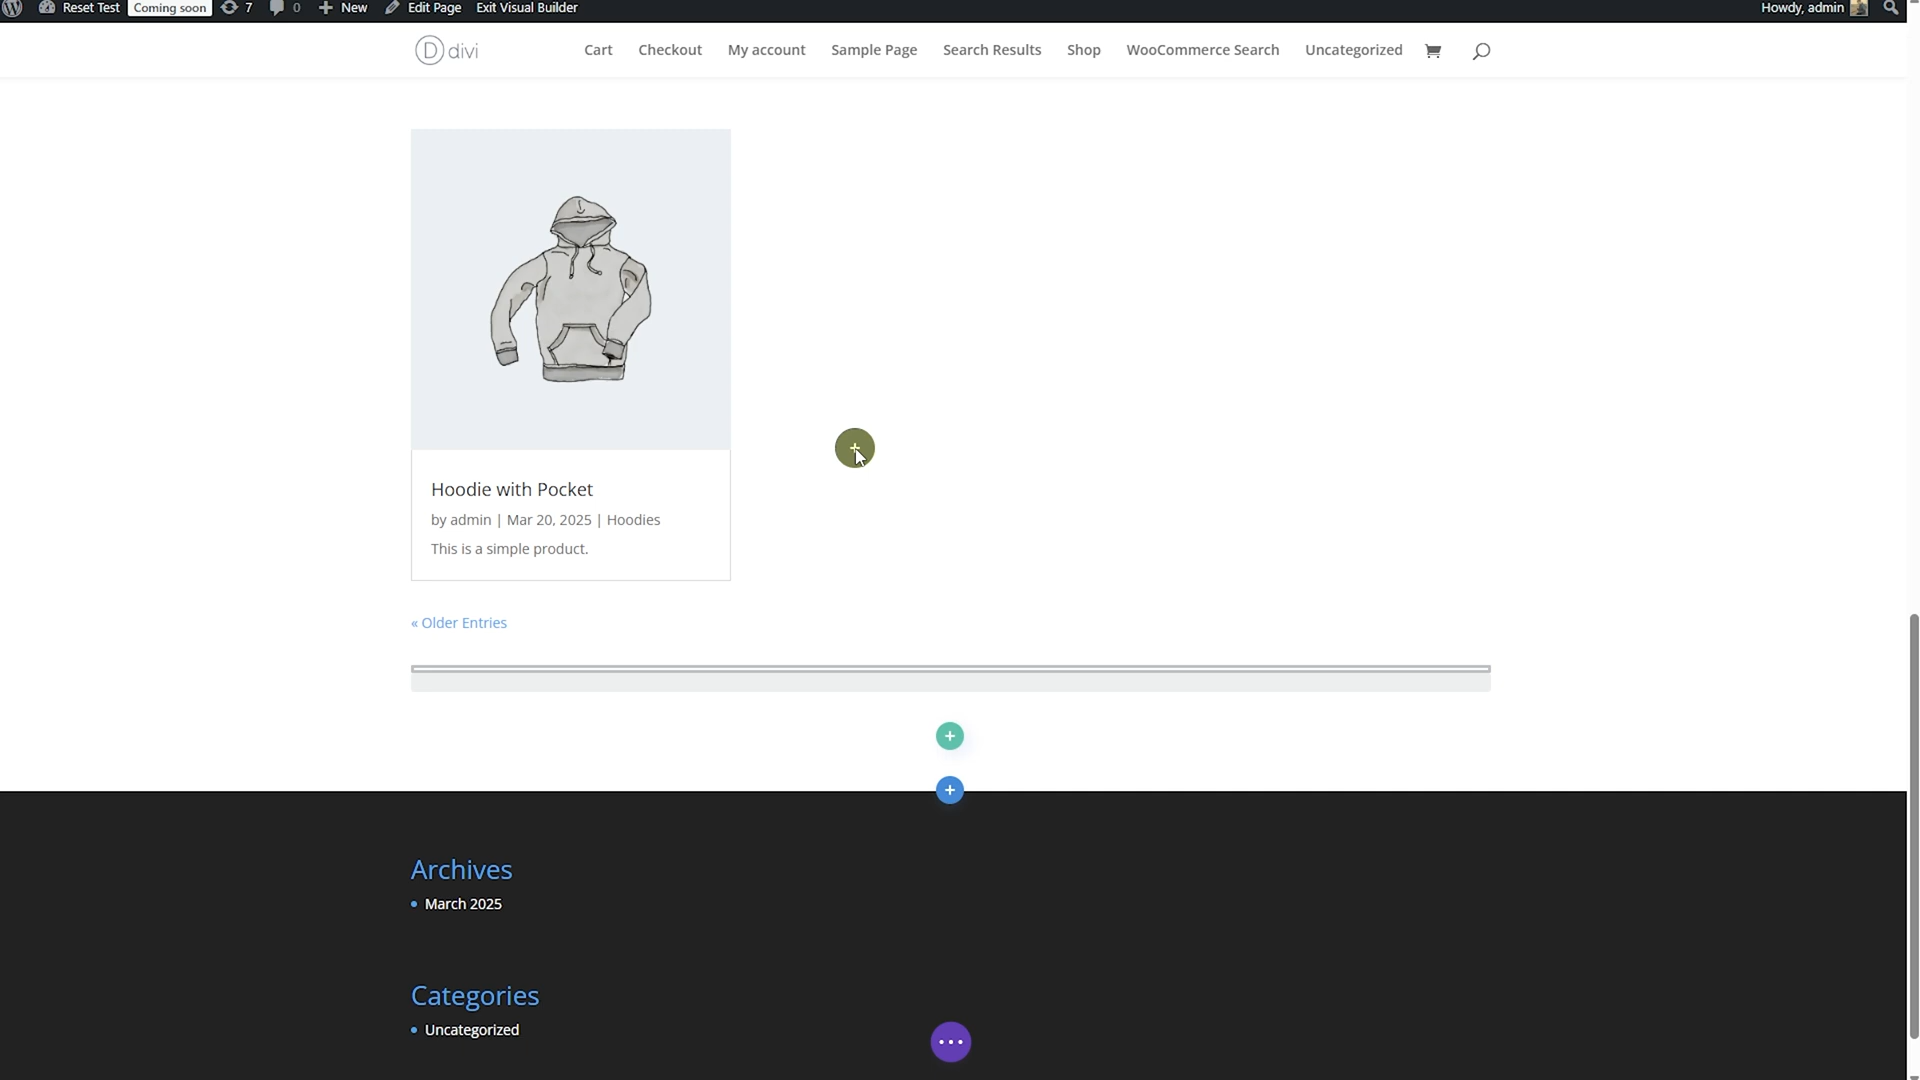 Reset Test
Coming soon
7
0
New
Edit Page
Exit Visual Builder
Howdy, admin
D divi
Cart
Checkout
My account
Sample Page
Search Results
Shop
WooCommerce Search
Uncategorized
Hoodie with Pocket
by admin | Mar 20, 2025 | Hoodies
This is a simple product.
« Older Entries
Archives
March 2025
Categories
Uncategorized